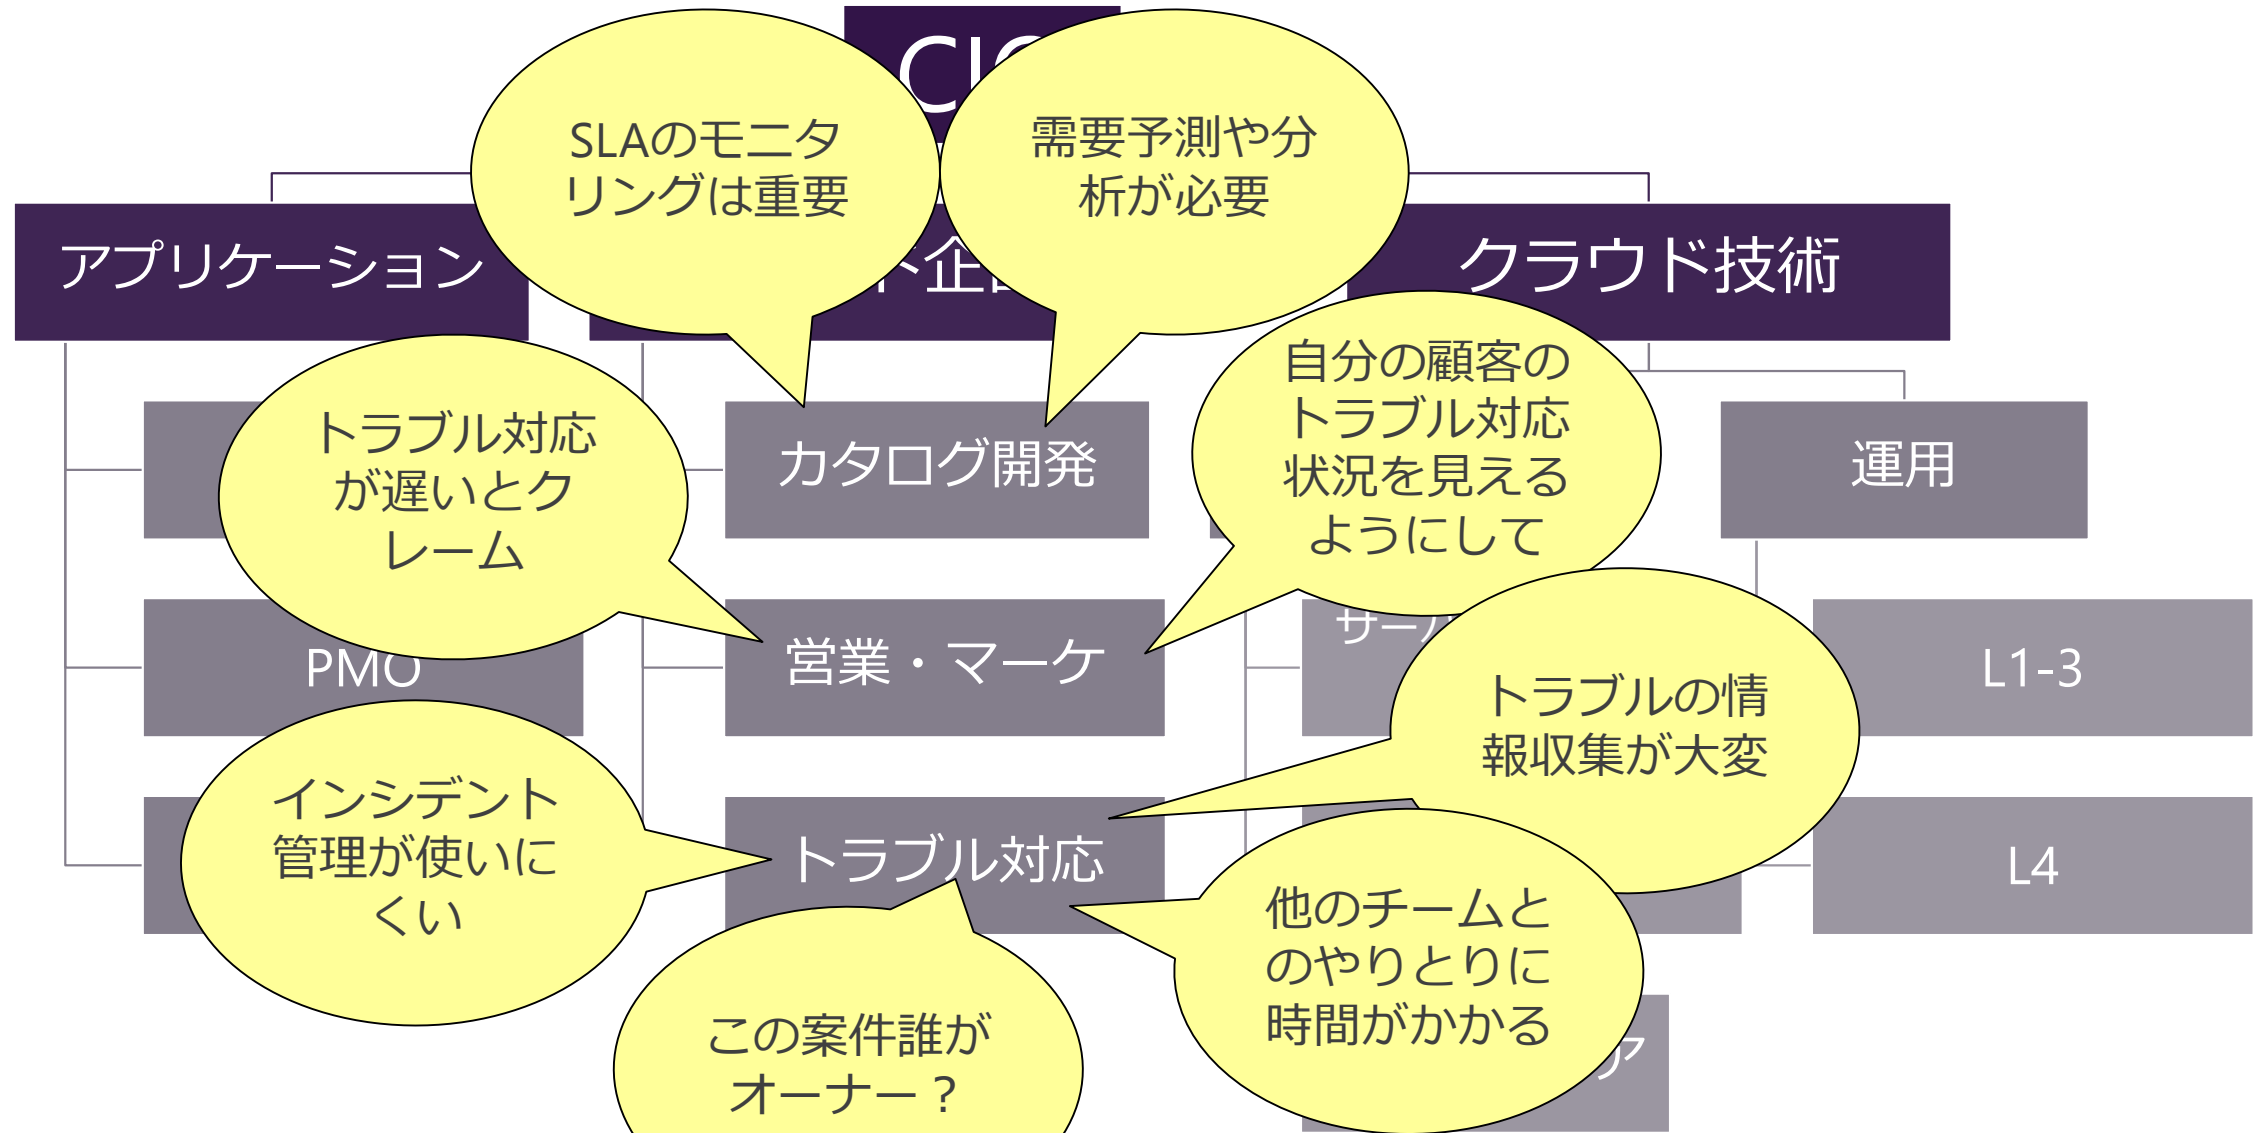 SLAのモニタ
リングは重要
需要予測や分
析が必要
アプリケーション
クラウド技術
トラブル対応
が遅いとク
レーム
カタログ開発
自分の顧客の
トラブル対応
状況を見える
ようにして
運用
PMO
営業・マーケ
トラブルの情
報収集が大変
L1-3
インシデント
管理が使いに
くい
トラブル対応
他のチームと
のやりとりに
時間がかかる
L4
この案件誰が
オーナー？